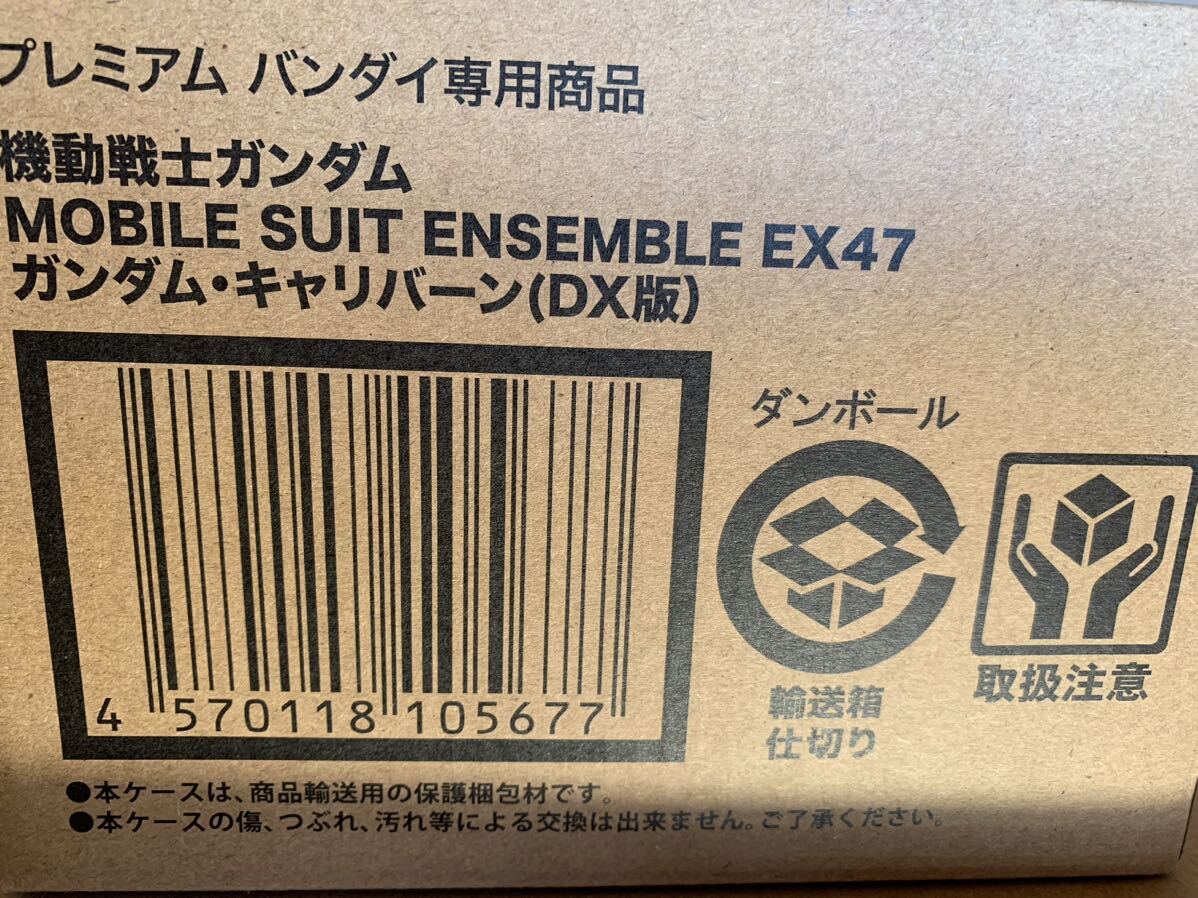 プレミアム バンダイ専用商品
機動戦士ガンダム
MOBILE SUIT ENSEMBLE EX47
ガンダム・キャリバーン(DX版)
4 570118 105677
ダンボール
輸送箱
仕切り
取扱注意
●本ケースは、商品輸送用の保護梱包材です。
●本ケースの傷、つぶれ、汚れ等による交換は出来ません。ご了承ください。